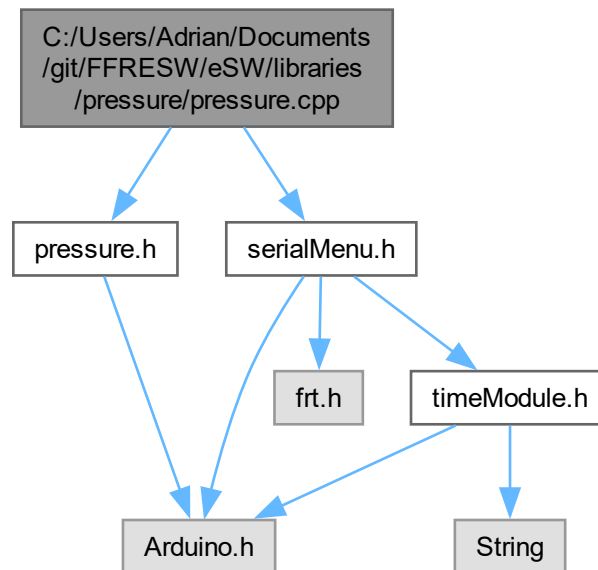 C:/Users/Adrian/Documents
/git/FFRESW/eSW/libraries
/pressure/pressure.cpp
pressure.h
serialMenu.h
frt.h
timeModule.h
Arduino.h
String